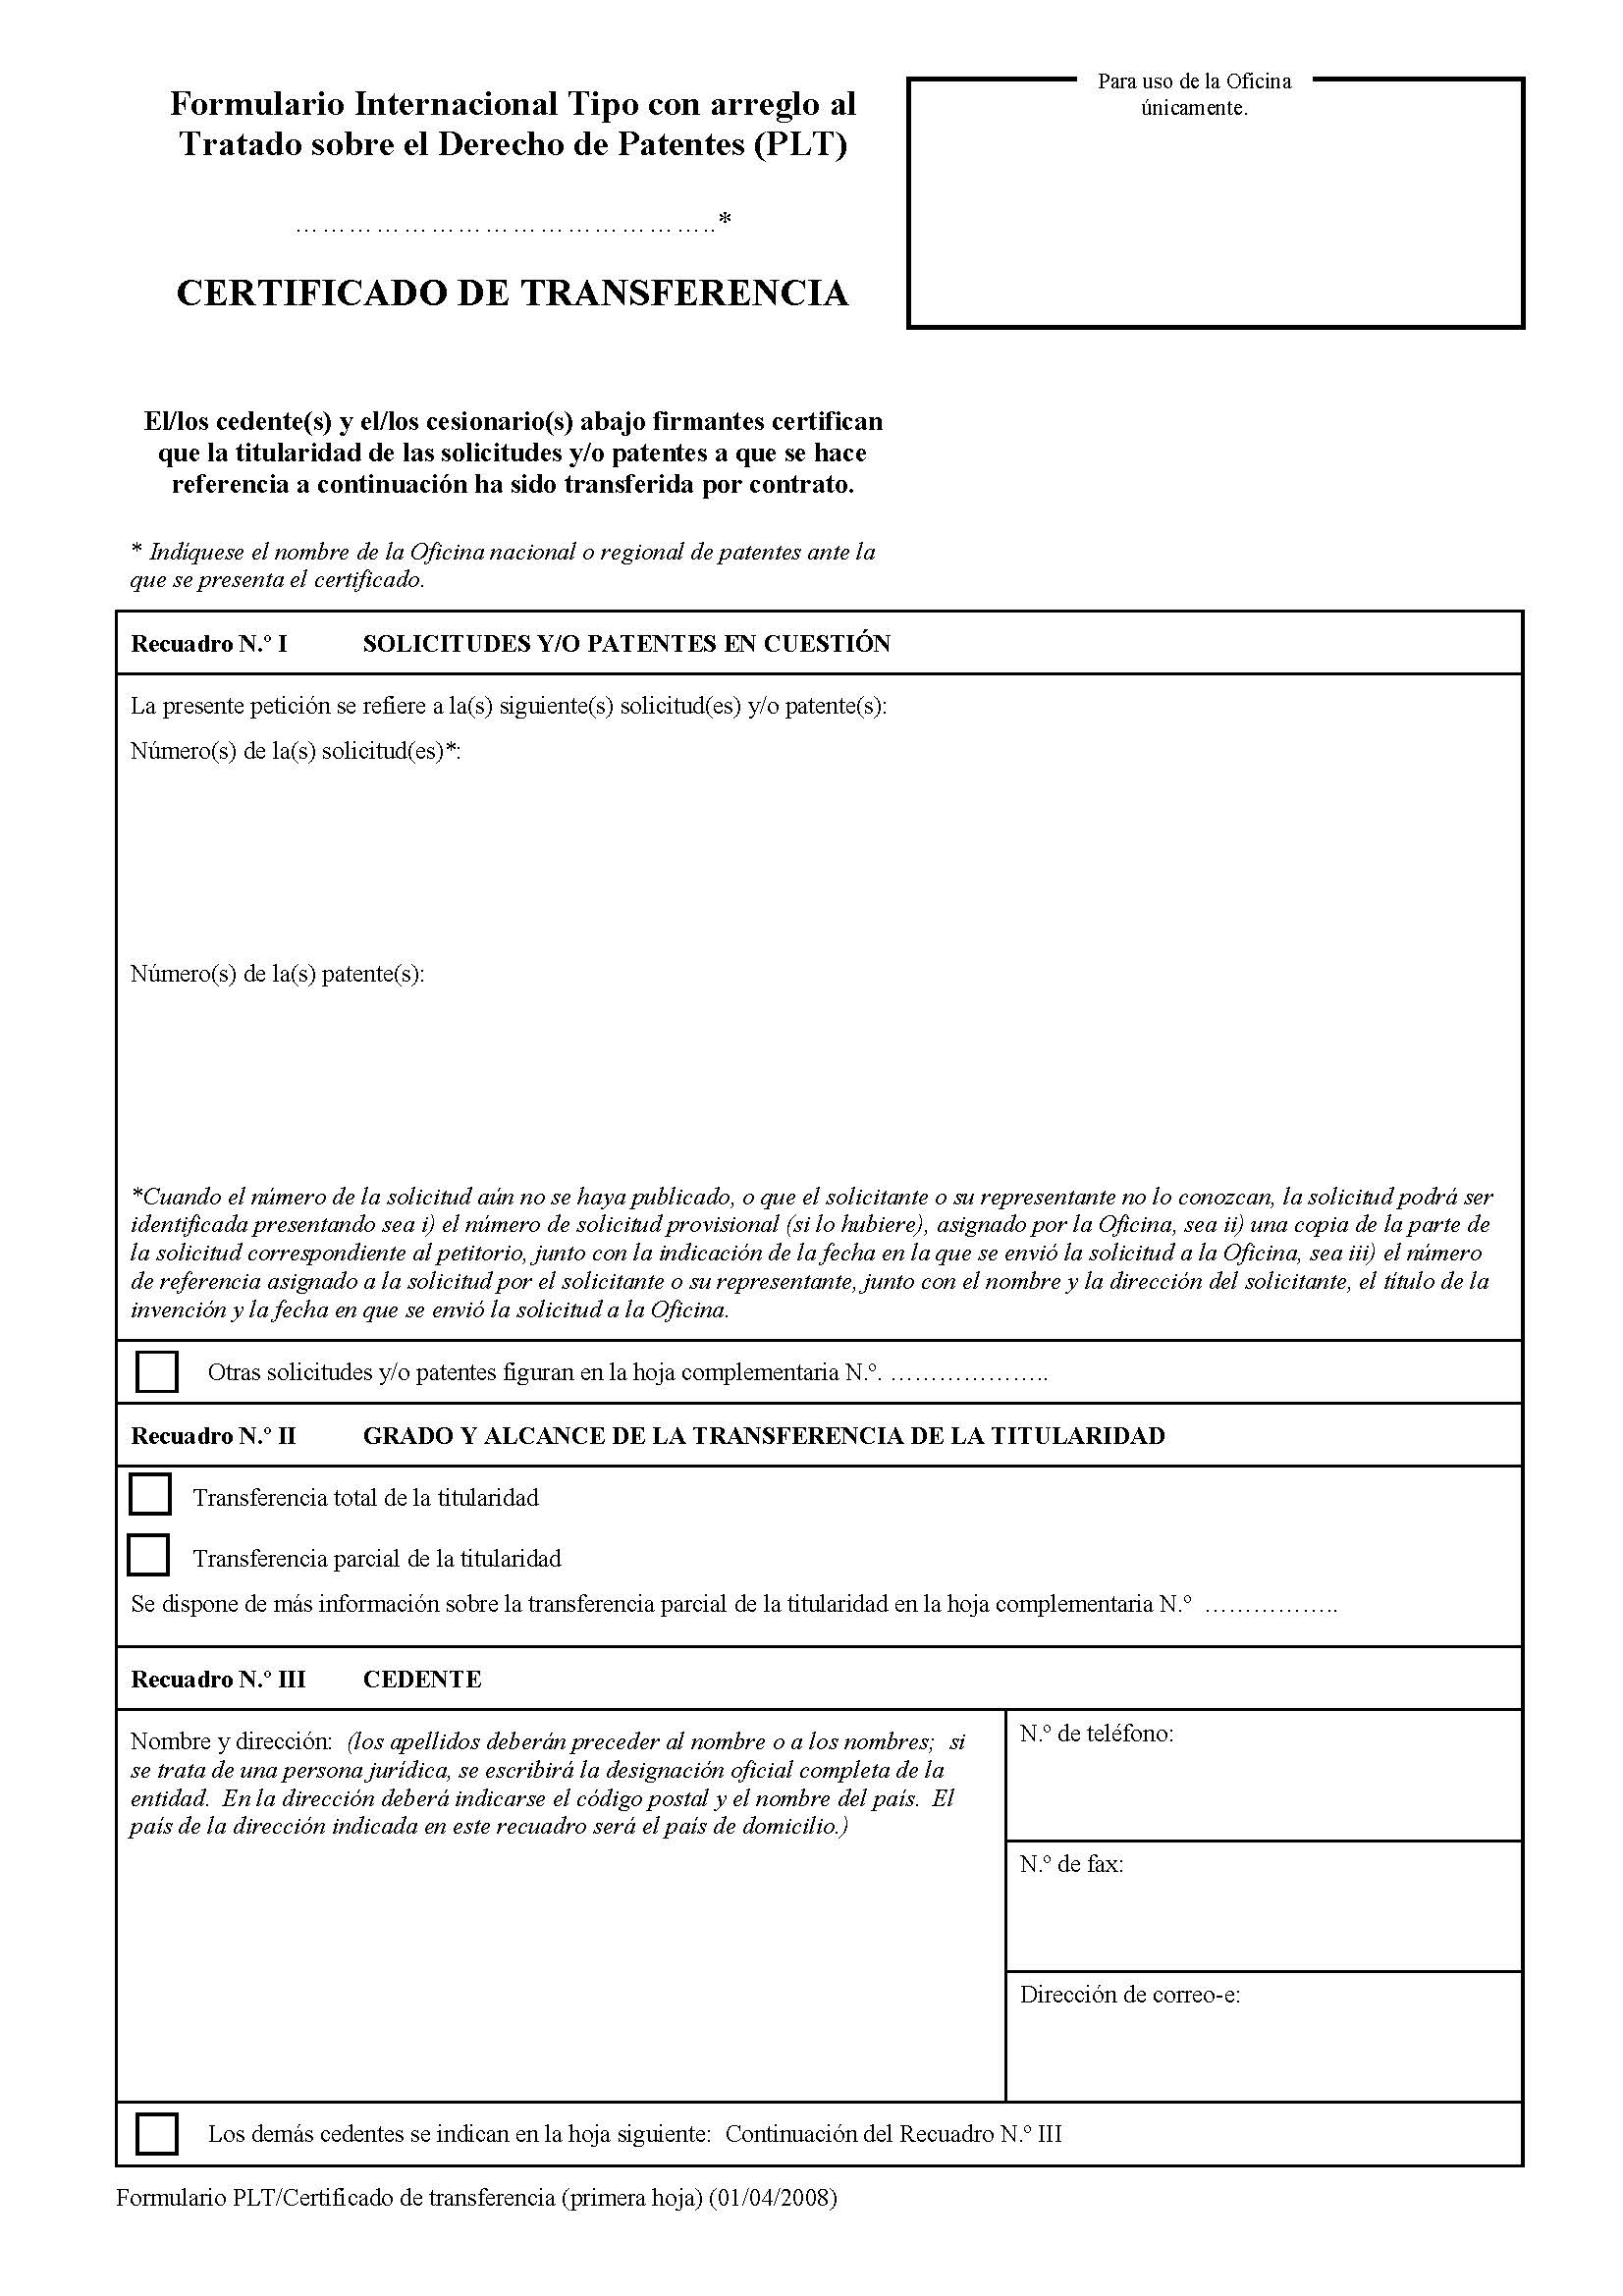 Formulario Internacional Tipo con arreglo al
Tratado sobre el Derecho de Patentes (PLT)
Para uso de la Oficina
únicamente.
…………………………………………..*
CERTIFICADO DE TRANSFERENCIA
El/los cedente(s) y el/los cesionario(s) abajo firmantes certifican
que la titularidad de las solicitudes y/o patentes a que se hace
referencia a continuación ha sido transferida por contrato.
* Indíquese el nombre de la Oficina nacional o regional de patentes ante la
que se presenta el certificado.
Recuadro N.º I SOLICITUDES Y/O PATENTES EN CUESTIÓN
La presente petición se refiere a la(s) siguiente(s) solicitud(es) y/o patente(s):
Número(s) de la(s) solicitud(es)*:
Número(s) de la(s) patente(s):
*Cuando el número de la solicitud aún no se haya publicado, o que el solicitante o su representante no lo conozcan, la solicitud podrá ser
identificada presentando sea i) el número de solicitud provisional (si lo hubiere), asignado por la Oficina, sea ii) una copia de la parte de
la solicitud correspondiente al petitorio, junto con la indicación de la fecha en la que se envió la solicitud a la Oficina, sea iii) el número
de referencia asignado a la solicitud por el solicitante o su representante, junto con el nombre y la dirección del solicitante, el título de la
invención y la fecha en que se envió la solicitud a la Oficina.
Otras solicitudes y/o patentes figuran en la hoja complementaria N.º. ………………..
Recuadro N.º II GRADO Y ALCANCE DE LA TRANSFERENCIA DE LA TITULARIDAD
Transferencia total de la titularidad
Transferencia parcial de la titularidad
Se dispone de más información sobre la transferencia parcial de la titularidad en la hoja complementaria N.º ……………..
Recuadro N.º III CEDENTE
Nombre y dirección: (los apellidos deberán preceder al nombre o a los nombres; si
se trata de una persona jurídica, se escribirá la designación oficial completa de la
entidad. En la dirección deberá indicarse el código postal y el nombre del país. El
país de la dirección indicada en este recuadro será el país de domicilio.)
N.º de teléfono:
N.º de fax:
Dirección de correo-e:
Los demás cedentes se indican en la hoja siguiente: Continuación del Recuadro N.º III
Formulario PLT/Certificado de transferencia (primera hoja) (01/04/2008)